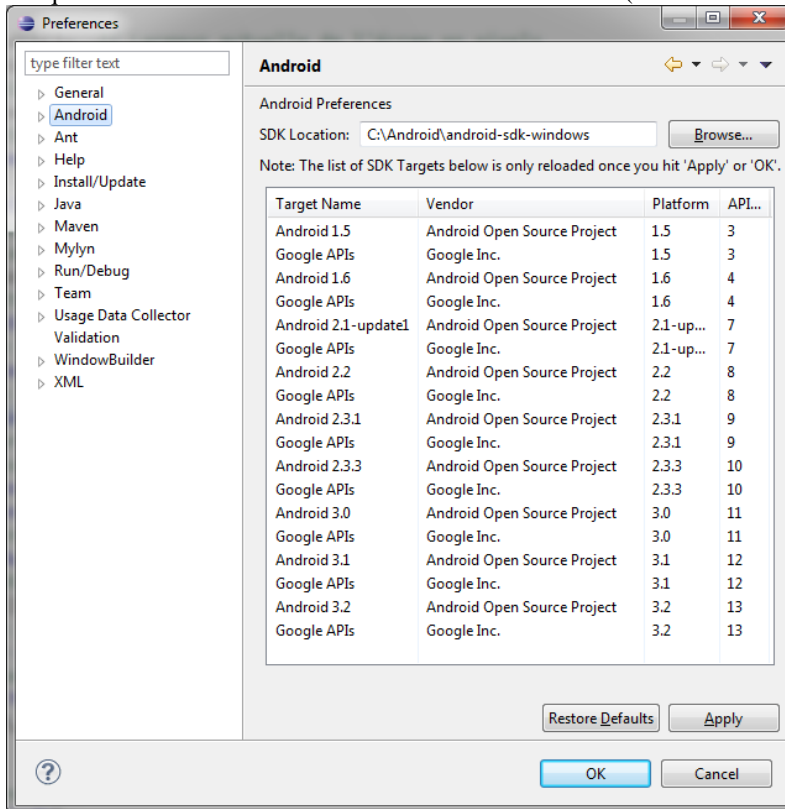 Preferences
type filter text
General
Android
Ant
Help
Install/Update
Java
Maven
Mylyn
Run/Debug
Team
Usage Data Collector
Validation
WindowBuilder
XML
Android
Android Preferences
SDK Location: C:\Android\android-sdk-windows Browse...
Note: The list of SDK Targets below is only reloaded once you hit 'Apply' or 'OK'.
Target Name Vendor Platform API...
Android 1.5 Android Open Source Project 1.5 3
Google APIs Google Inc. 1.5 3
Android 1.6 Android Open Source Project 1.6 4
Google APIs Google Inc. 1.6 4
Android 2.1-update1 Android Open Source Project 2.1-up... 7
Google APIs Google Inc. 2.1-up... 7
Android 2.2 Android Open Source Project 2.2 8
Google APIs Google Inc. 2.2 8
Android 2.3.1 Android Open Source Project 2.3.1 9
Google APIs Google Inc. 2.3.1 9
Android 2.3.3 Android Open Source Project 2.3.3 10
Google APIs Google Inc. 2.3.3 10
Android 3.0 Android Open Source Project 3.0 11
Google APIs Google Inc. 3.0 11
Android 3.1 Android Open Source Project 3.1 12
Google APIs Google Inc. 3.1 12
Android 3.2 Android Open Source Project 3.2 13
Google APIs Google Inc. 3.2 13
Restore Defaults Apply
OK Cancel